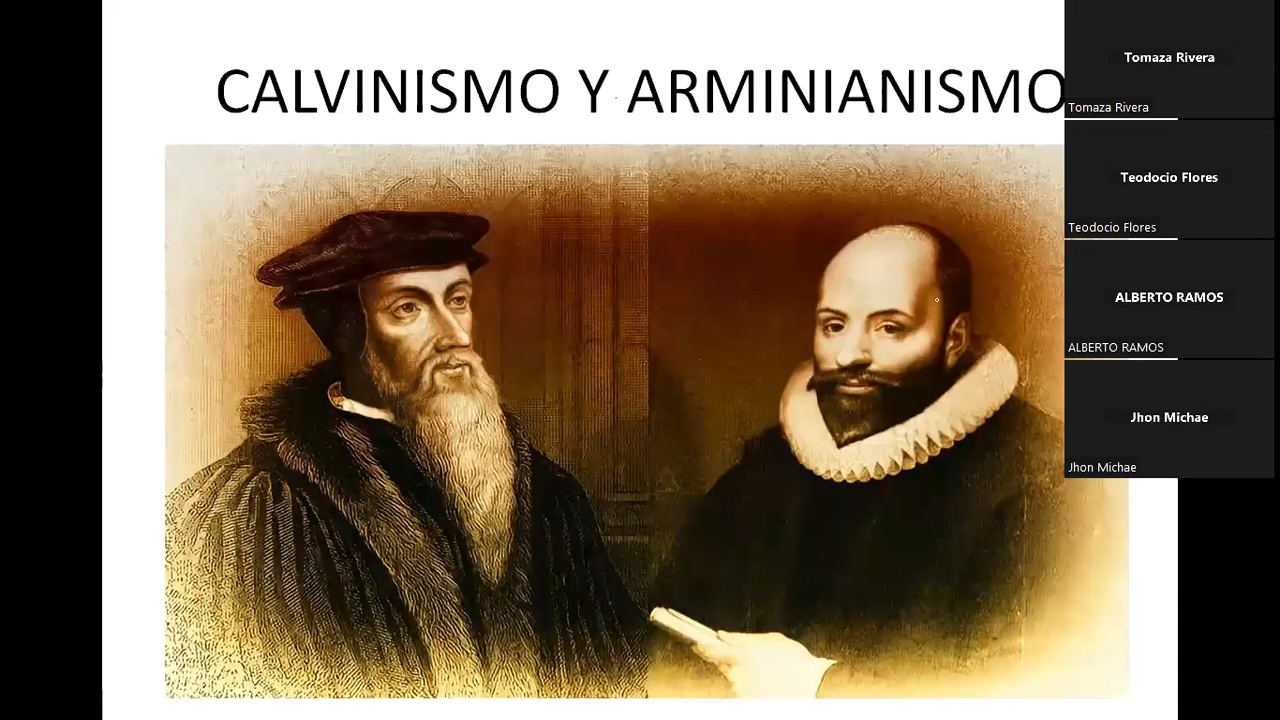 CALVINISMO Y ARMINIANISMO
Tomaza Rivera
Tomaza Rivera
Teodocio Flores
Teodocio Flores
ALBERTO RAMOS
ALBERTO RAMOS
Jhon Michae
Jhon Michae